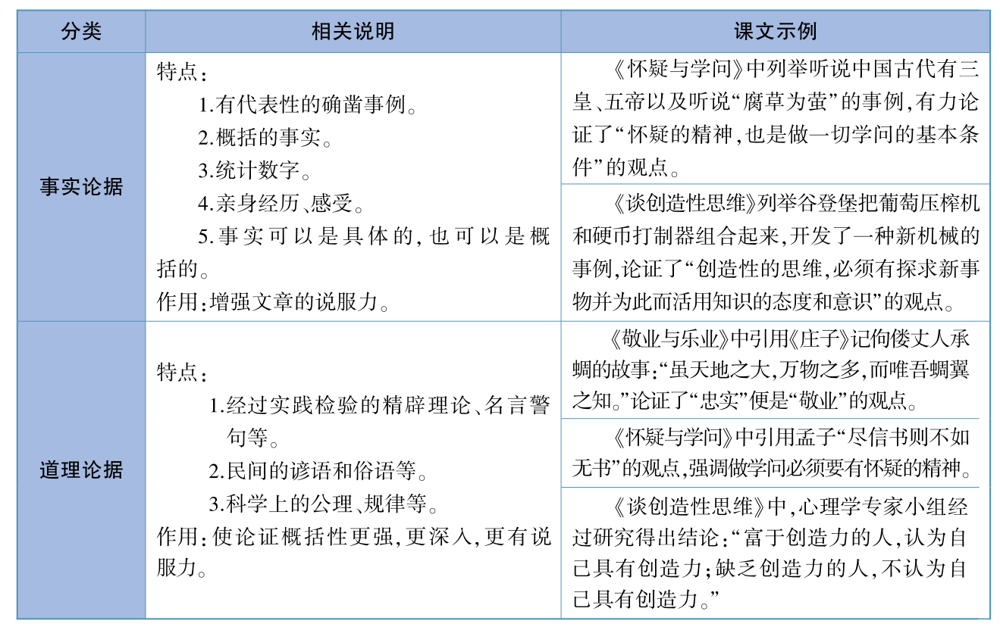 分类 相关说明 课文示例
事实论据
特点:
1.有代表性的确凿事例。
2.概括的事实。
3.统计数字。
4.亲身经历、感受。
5.事实可以是具体的,也可以是概
括的。
作用:增强文章的说服力。
《怀疑与学问》中列举听说中国古代有三
皇、五帝以及听说“腐草为萤”的事例,有力论
证了“怀疑的精神,也是做一切学问的基本条
件”的观点。
《谈创造性思维》列举谷登堡把葡萄压榨机
和硬币打制器组合起来,开发了一种新机械的
事例,论证了“创造性的思维,必须有探求新事
物并为此而活用知识的态度和意识”的观点。
道理论据
特点:
1.经过实践检验的精辟理论、名言警
句等。
2.民间的谚语和俗语等。
3.科学上的公理、规律等。
作用:使论证概括性更强,更深入,更有说
服力。
《敬业与乐业》中引用《庄子》记佝偻丈人承
蜩的故事:“虽天地之大,万物之多,而唯吾蜩翼
之知。”论证了“忠实”便是“敬业”的观点。
《怀疑与学问》中引用孟子“尽信书则不如
无书”的观点,强调做学问必须要有怀疑的精神。
《谈创造性思维》中,心理学专家小组经
过研究得出结论:“富于创造力的人,认为自
己具有创造力;缺乏创造力的人,不认为自
己具有创造力。”